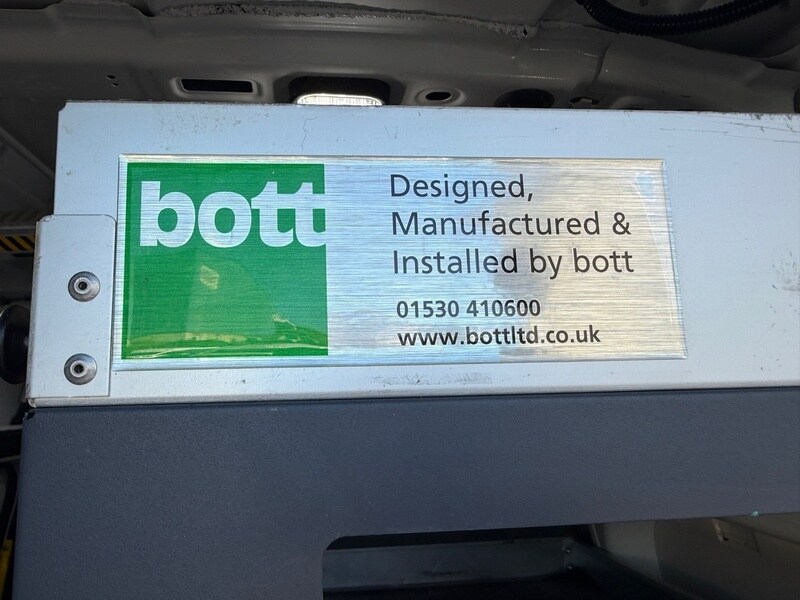 bott
Designed,
Manufactured &
Installed by bott
01530 410600
www.bottltd.co.uk